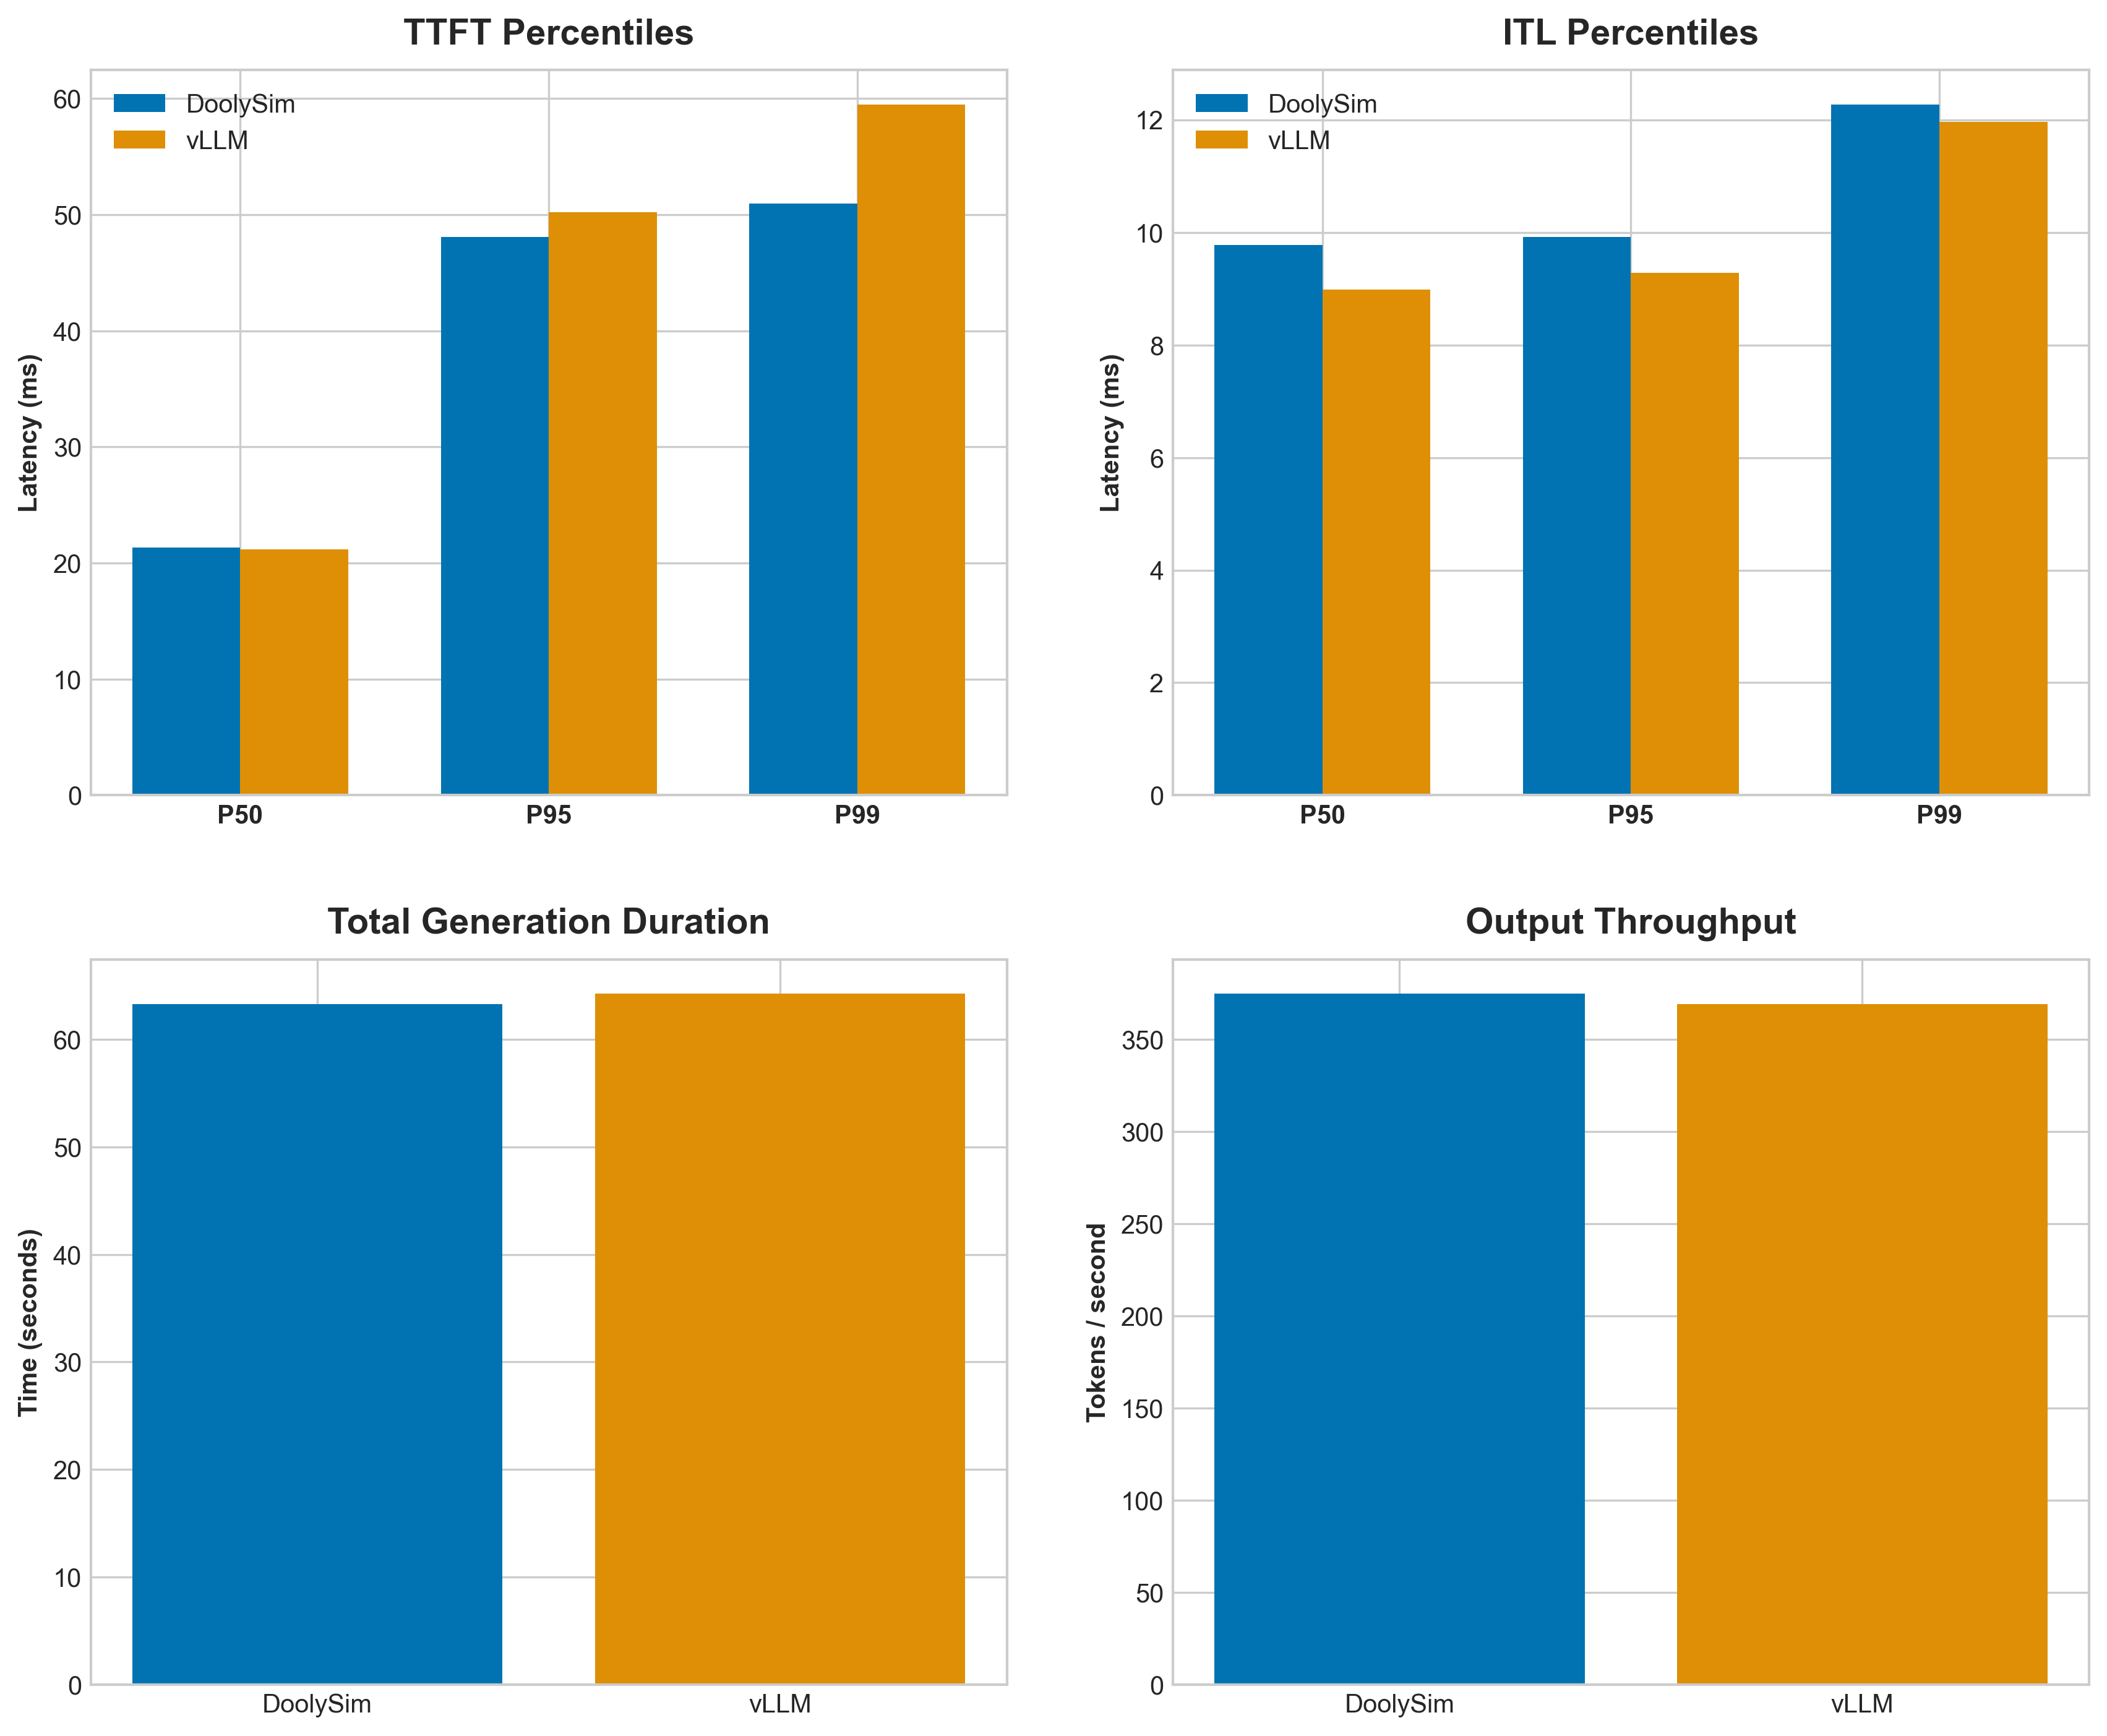 TTFT Percentiles
DoolySim
vLLM
Latency (ms)
60
50
40
30
20
10
0
P50 P95 P99
ITL Percentiles
DoolySim
vLLM
Latency (ms)
12
10
8
6
4
2
0
P50 P95 P99
Total Generation Duration
Time (seconds)
60
50
40
30
20
10
0
DoolySim vLLM
Output Throughput
Tokens / second
350
300
250
200
150
100
50
0
DoolySim vLLM